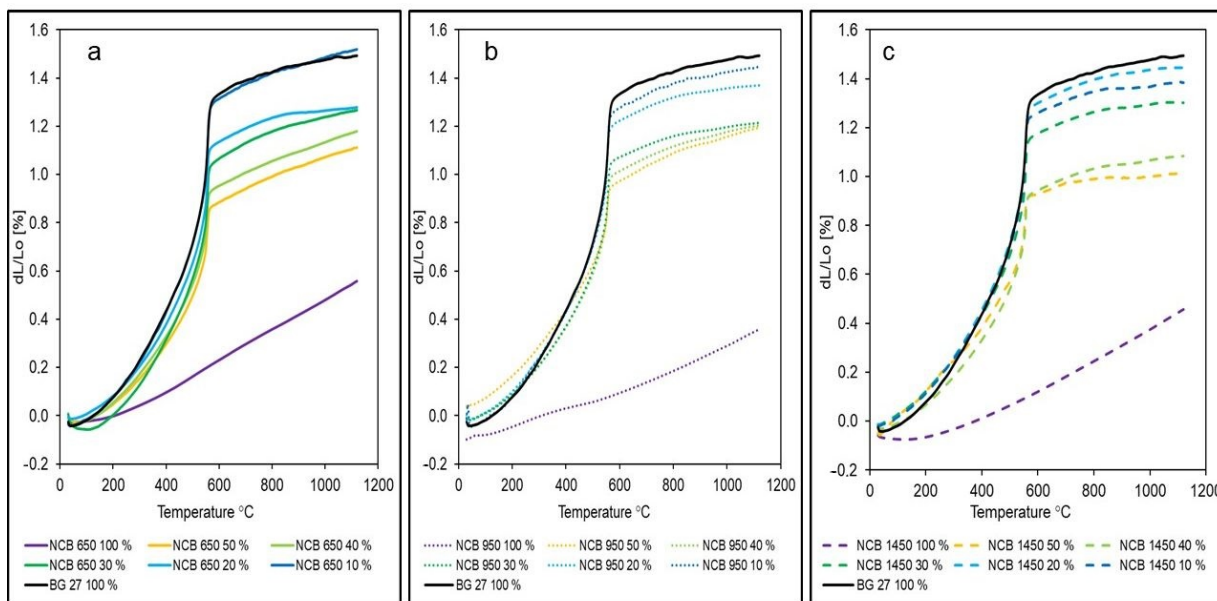 a
1.6
1.4
1.2
1.0
0.8
0.6
0.4
0.2
0.0
-0.2
dL/Lo [%]
0 200 400 600 800 1000 1200
Temperature °C
NCB 650 100 % NCB 650 50 % NCB 650 40 %
NCB 650 30 % NCB 650 20 % NCB 650 10 %
BG 27 100 %
b
1.6
1.4
1.2
1.0
0.8
0.6
0.4
0.2
0.0
-0.2
dL/Lo [%]
0 200 400 600 800 1000 1200
Temperature °C
NCB 950 100 % NCB 950 50 % NCB 950 40 %
NCB 950 30 % NCB 950 20 % NCB 950 10 %
BG 27 100 %
c
1.6
1.4
1.2
1.0
0.8
0.6
0.4
0.2
0.0
-0.2
dL/Lo [%]
0 200 400 600 800 1000 1200
Temperature °C
NCB 1450 100 % NCB 1450 50 % NCB 1450 40 %
NCB 1450 30 % NCB 1450 20 % NCB 1450 10 %
BG 27 100 %